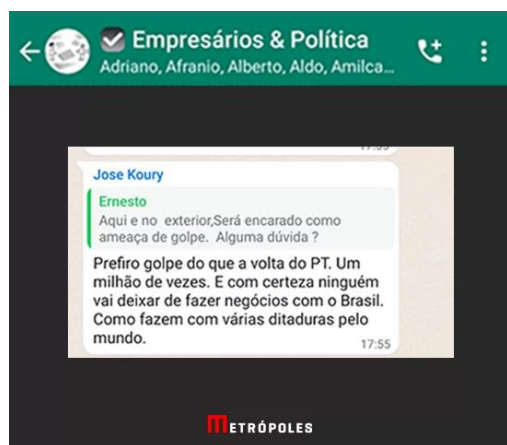 Empresários & Política
Adriano, Afranio, Alberto, Aldo, Amilca...
Jose Koury
Ernesto
Aqui e no exterior,Será encarado como
ameaça de golpe. Alguma dúvida ?
Prefiro golpe do que a volta do PT. Um
milhão de vezes. E com certeza ninguém
vai deixar de fazer negócios com o Brasil.
Como fazem com várias ditaduras pelo
mundo.
17:55
METRÓPOLES